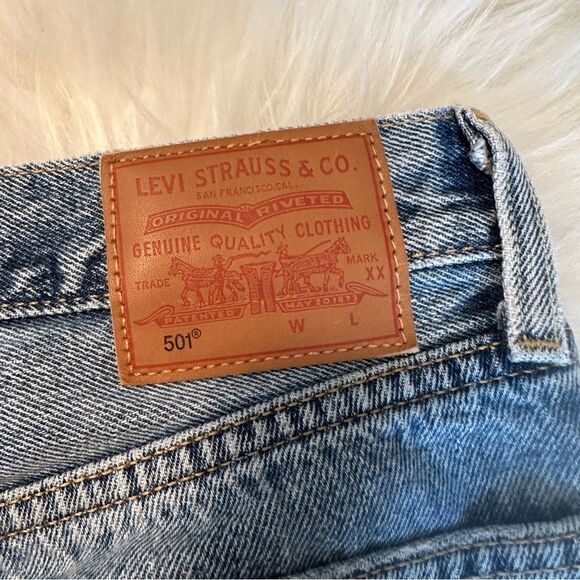 LEVI STRAUSS & CO.
SAN FRANCISCO, CAL.
ORIGINAL RIVETED
GENUINE QUALITY CLOTHING
TRADE MARK
XX
PATENTED MAY 20 1873
501® W L